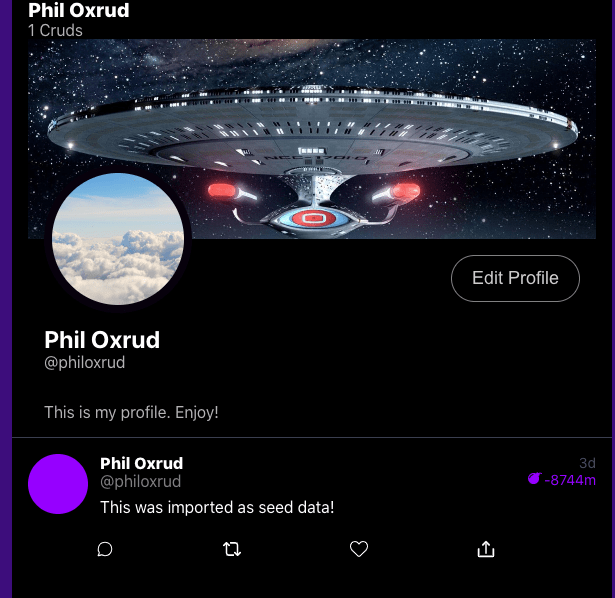 Phil Oxrud
1 Cruds
Edit Profile
Phil Oxrud
@philoxrud
This is my profile. Enjoy!
Phil Oxrud
3d
@philoxrud
-8744m
This was imported as seed data!